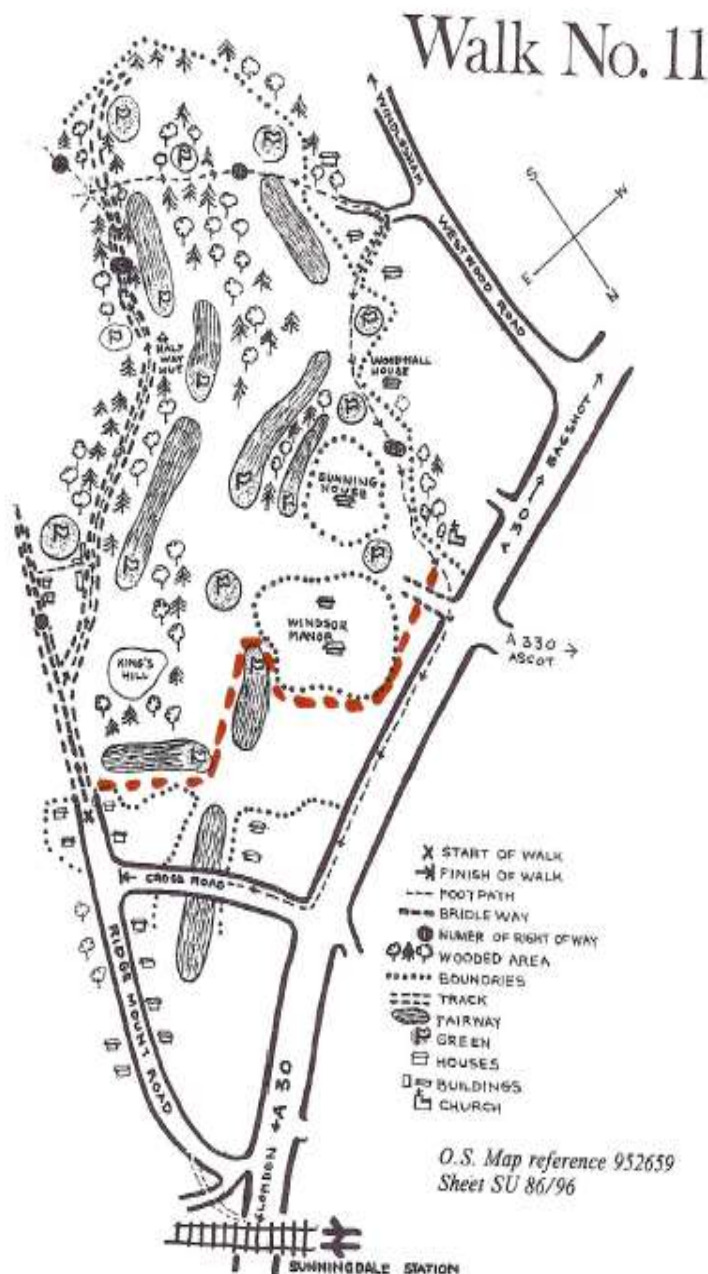 Walk No. 11
WINDLESHAM
WESTWOOD ROAD
S
W
E
N
HALF
WAY
HUT
WOODHALL
HOUSE
SUNNING
HOUSE
A 30 → BAGSHOT →
A 330 →
ASCOT
WINDSOR
MANOR
KING'S
HILL
CROSS ROAD
RIDGE MOUNT ROAD
LONDON
A 30
START OF WALK
FINISH OF WALK
FOOTPATH
BRIDLE WAY
NUMER OF RIGHT OF WAY
WOODED AREA
BOUNDRIES
TRACK
FAIRWAY
GREEN
HOUSES
BUILDINGS
CHURCH
O.S. Map reference 952659
Sheet SU 86/96
SUNNINGDALE STATION